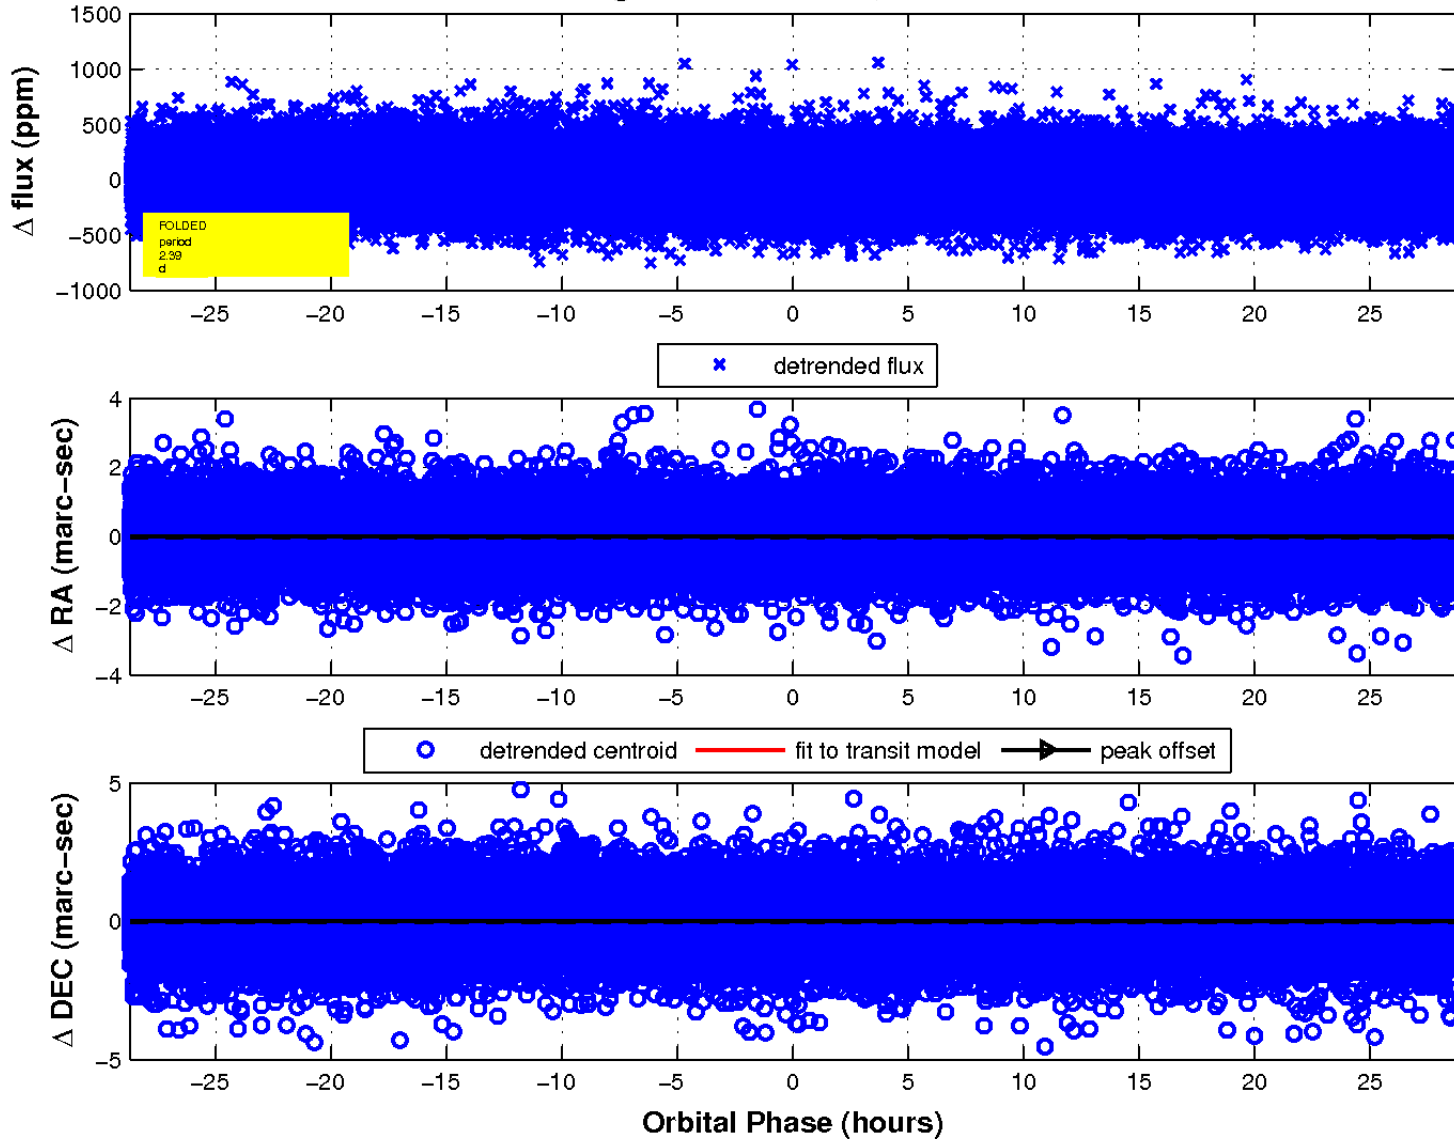 1500
1000
500
0
−500
−1000
Δ flux (ppm)
FOLDED
period
2.39
d
−25 −20 −15 −10 −5 0 5 10 15 20 25
detrended flux
4
2
0
−2
−4
Δ RA (marc−sec)
−25 −20 −15 −10 −5 0 5 10 15 20 25
detrended centroid fit to transit model peak offset
5
0
−5
Δ DEC (marc−sec)
−25 −20 −15 −10 −5 0 5 10 15 20 25
Orbital Phase (hours)